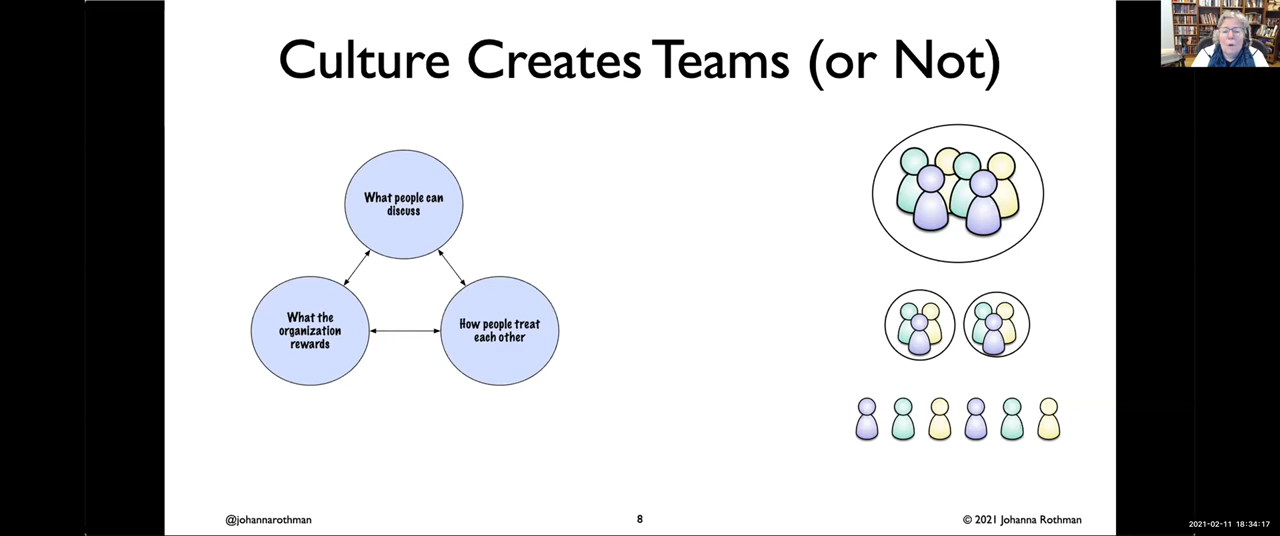 Culture Creates Teams (or Not)
What people can
discuss
What the
organization
rewards
How people treat
each other
@johannarothman
8
© 2021 Johanna Rothman
2021-02-11 18:34:17